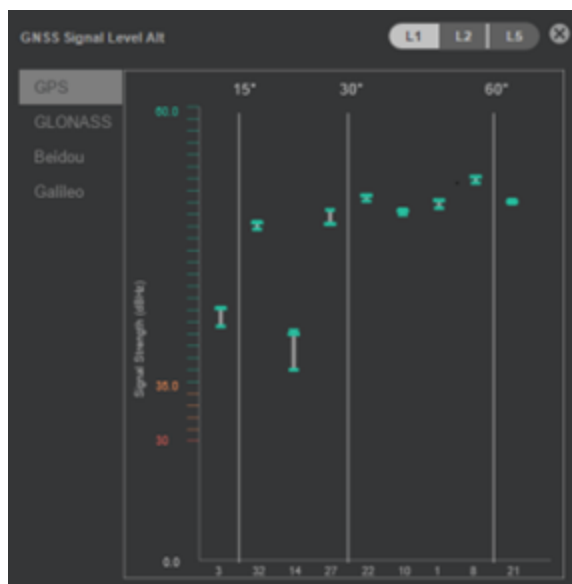 GNSS Signal Level Alt
L1 L2 L5
GPS
GLONASS
Beidou
Galileo
15° 30° 60°
60.0
Signal Strength (dBHz)
35.0
30
0.0
3 32 14 27 22 10 1 8 21